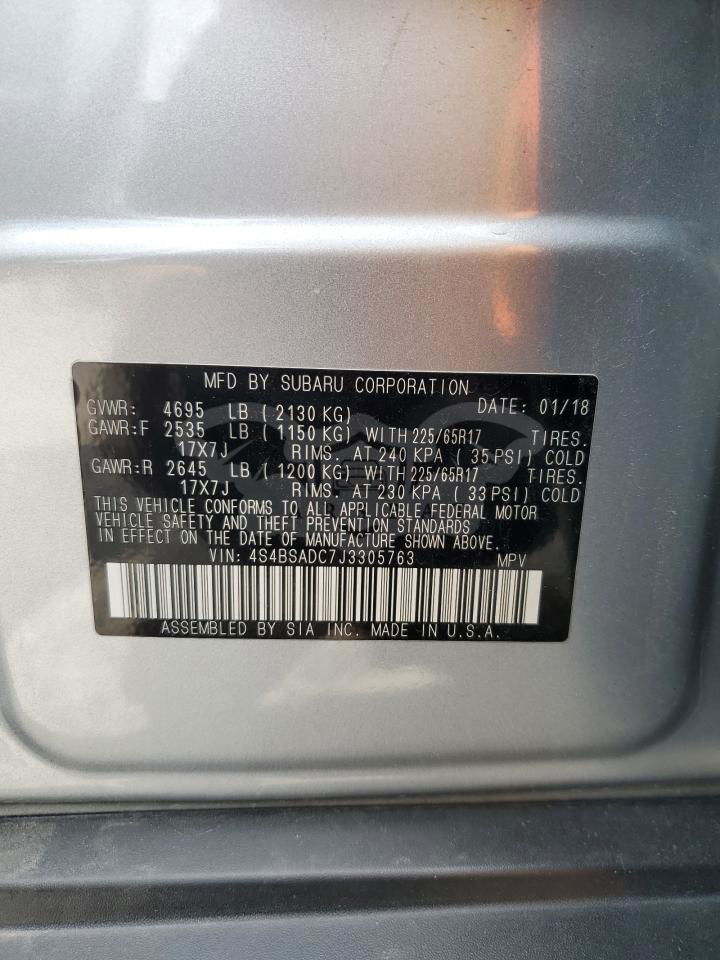 MFD BY SUBARU CORPORATION
GVWR: 4695 LB ( 2130 KG) DATE: 01/18
GAWR:F 2535 LB ( 1150 KG) WITH 225/65R17 TIRES.
17X7J RIMS. AT 240 KPA ( 35 PSI) COLD
GAWR:R 2645 LB ( 1200 KG) WITH 225/65R17 TIRES.
17X7J RIMS. AT 230 KPA ( 33 PSI) COLD
THIS VEHICLE CONFORMS TO ALL APPLICABLE FEDERAL MOTOR
VEHICLE SAFETY AND THEFT PREVENTION STANDARDS
IN EFFECT ON THE DATE OF MANUFACTURE SHOWN ABOVE.
VIN: 4S4BSADC7J3305763 MPV
ASSEMBLED BY SIA INC. MADE IN U.S.A.